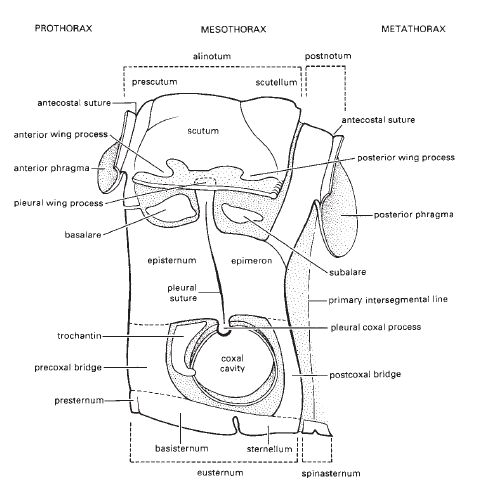 PROTHORAX MESOTHORAX METATHORAX
alinotum postnotum
prescutum scutellum
antecostal suture
antecostal suture
scutum
anterior wing process
posterior wing process
anterior phragma
pleural wing process
posterior phragma
basalare
episternum epimeron
subalare
pleural
suture
primary intersegmental line
trochantin
pleural coxal process
coxal
cavity
precoxal bridge
postcoxal bridge
presternum
basisternum sternellum
eusternum spinasternum